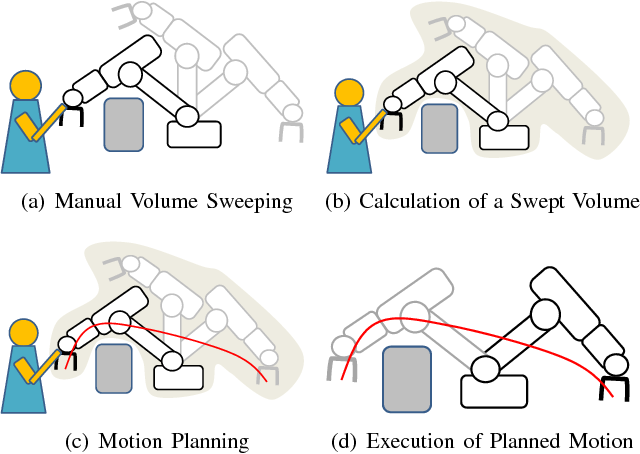 (a) Manual Volume Sweeping
(b) Calculation of a Swept Volume
(c) Motion Planning
(d) Execution of Planned Motion